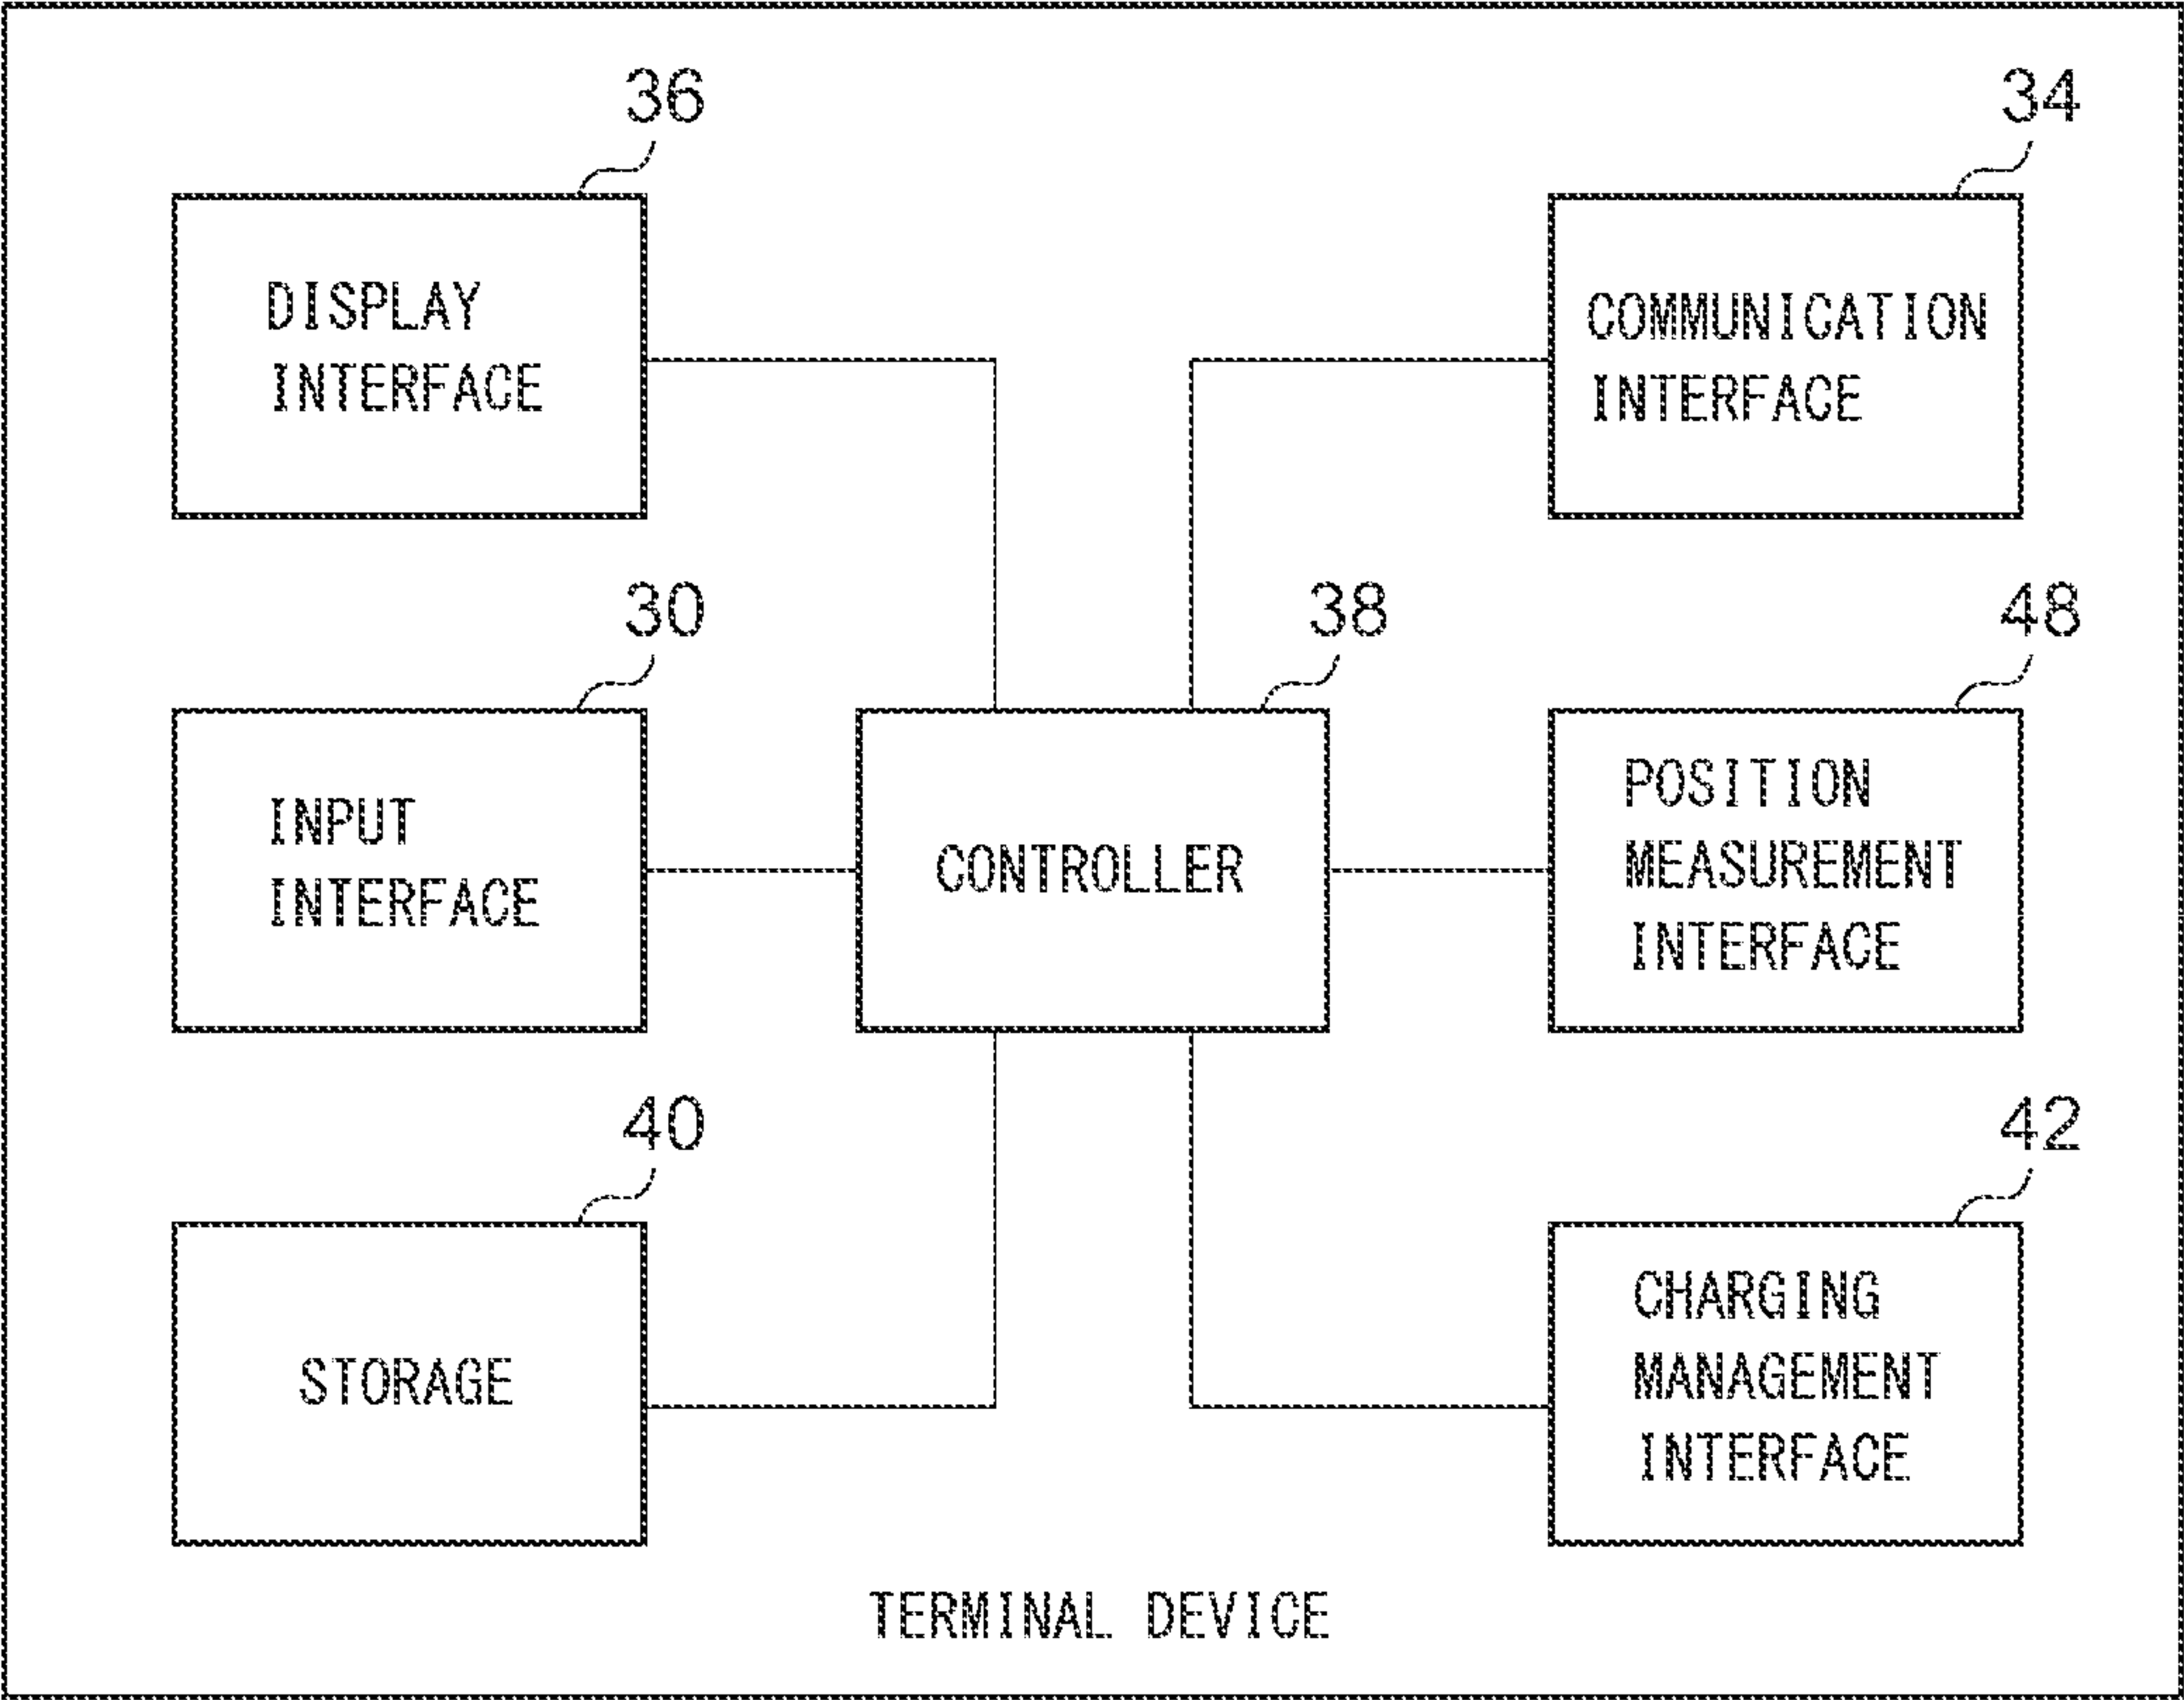 36
34
DISPLAY
INTERFACE
COMMUNICATION
INTERFACE
30
38
48
INPUT
INTERFACE
CONTROLLER
POSITION
MEASUREMENT
INTERFACE
40
42
STORAGE
CHARGING
MANAGEMENT
INTERFACE
TERMINAL DEVICE